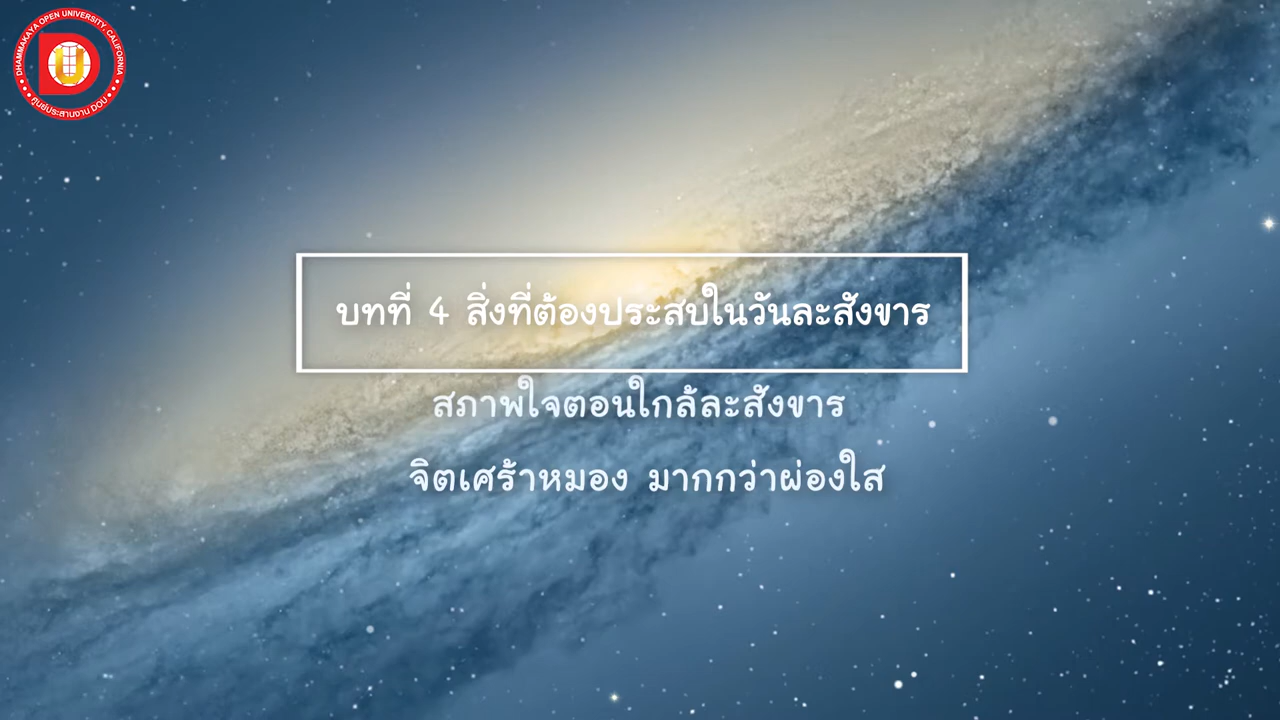 DHAMMAKAYA OPEN UNIVERSITY, CALIFORNIA
DOU
ศูนย์ประสานงาน DOU
บทที่ 4 สิ่งที่ต้องประสบในวันละสังขาร
สภาพใจตอนใกล้ละสังขาร
จิตเศร้าหมอง มากกว่าผ่องใส